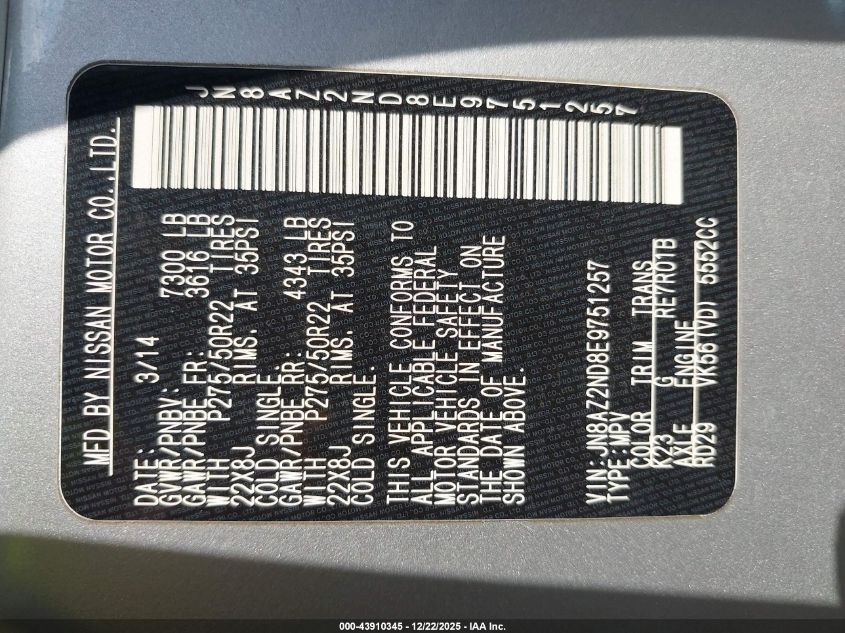 JN8AZ2ND8E9751257
MFD BY NISSAN MOTOR CO.,LTD.
DATE: 3/14
GVWR/PNBV: 7300 LB
GAWR/PNBE FR: 3616 LB
WITH P275/50R22 TIRES
22X8J RIMS. AT 35PSI
COLD SINGLE.
GAWR/PNBE RR: 4343 LB
WITH P275/50R22 TIRES
22X8J RIMS. AT 35PSI
COLD SINGLE.
THIS VEHICLE CONFORMS TO
ALL APPLICABLE FEDERAL
MOTOR VEHICLE SAFETY
STANDARDS IN EFFECT ON
THE DATE OF MANUFACTURE
SHOWN ABOVE.
VIN:JN8AZ2ND8E9751257
TYPE:MPV
COLOR TRIM TRANS
K23 G RE7R01B
AXLE ENGINE
RD29 VK56(VD) 5552CC
000-43910345 - 12/22/2025 - IAA Inc.